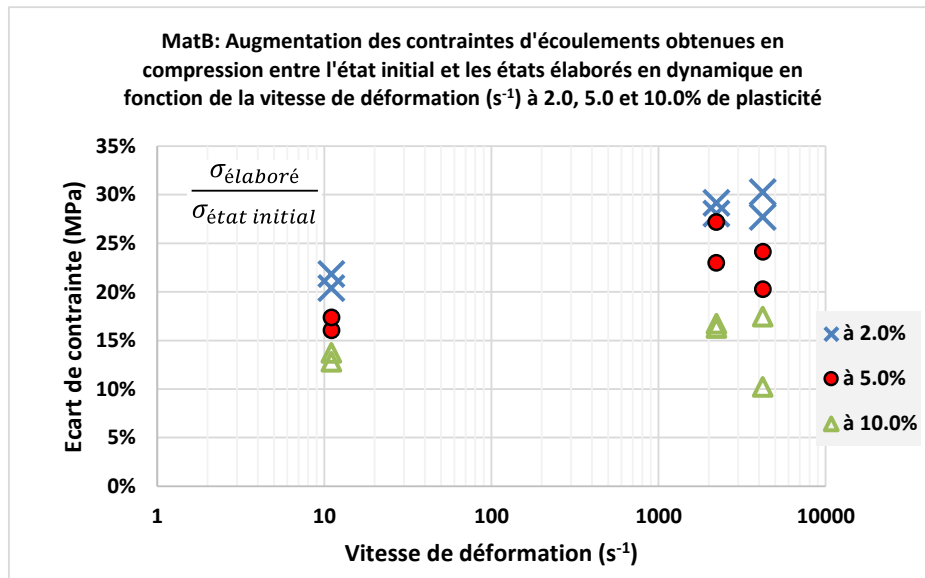 MatB: Augmentation des contraintes d'écoulements obtenues en
compression entre l'état initial et les états élaborés en dynamique en
fonction de la vitesse de déformation (s⁻¹) à 2.0, 5.0 et 10.0% de plasticité
35%
30%
25%
20%
15%
10%
5%
0%
Ecart de contrainte (MPa)
σélaboré
σétat initial
à 2.0%
à 5.0%
à 10.0%
1
10
100
1000
10000
Vitesse de déformation (s⁻¹)